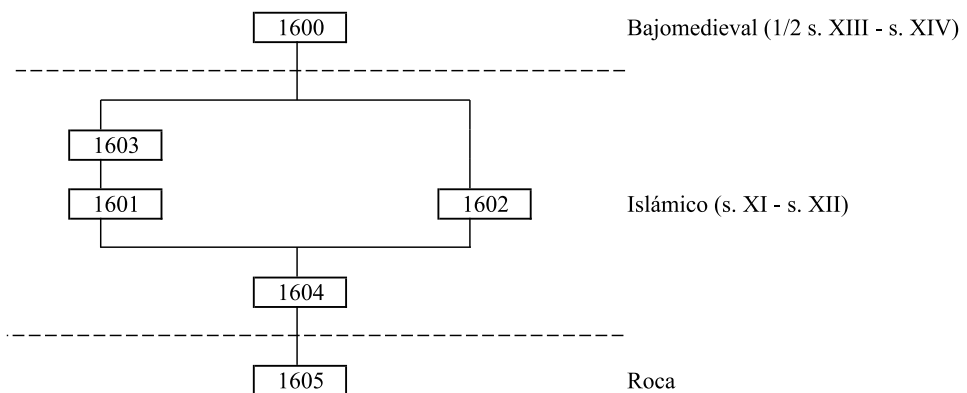 1600 Bajomedieval (1/2 s. XIII - s. XIV)
1603
1601 1602 Islámico (s. XI - s. XII)
1604
1605 Roca